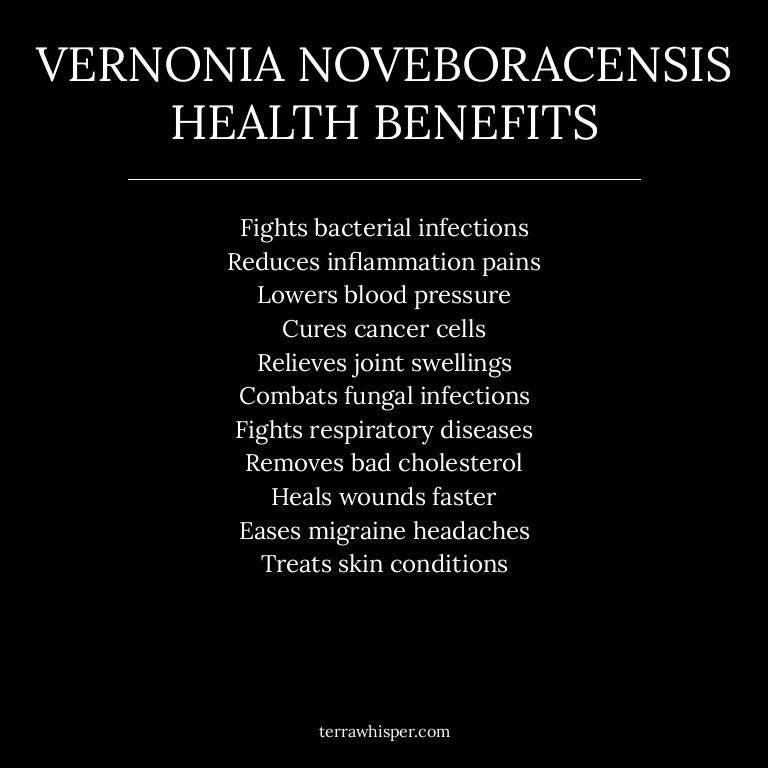 VERNONIA NOVEBORACENSIS
HEALTH BENEFITS
Fights bacterial infections
Reduces inflammation pains
Lowers blood pressure
Cures cancer cells
Relieves joint swellings
Combats fungal infections
Fights respiratory diseases
Removes bad cholesterol
Heals wounds faster
Eases migraine headaches
Treats skin conditions
terrawhisper.com